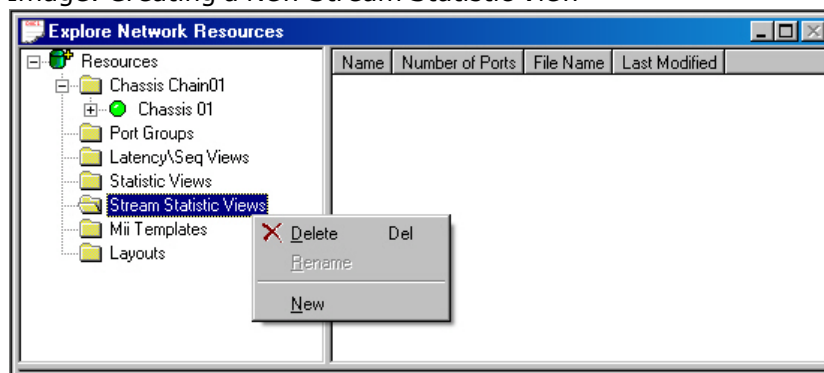 Image: Creating a New Stream Statistic View
Explore Network Resources
Resources
Chassis Chain01
Chassis 01
Port Groups
Latency\Seq Views
Statistic Views
Stream Statistic Views
Mii Templates
Layouts
Name Number of Ports File Name Last Modified
Delete Del
Rename
New